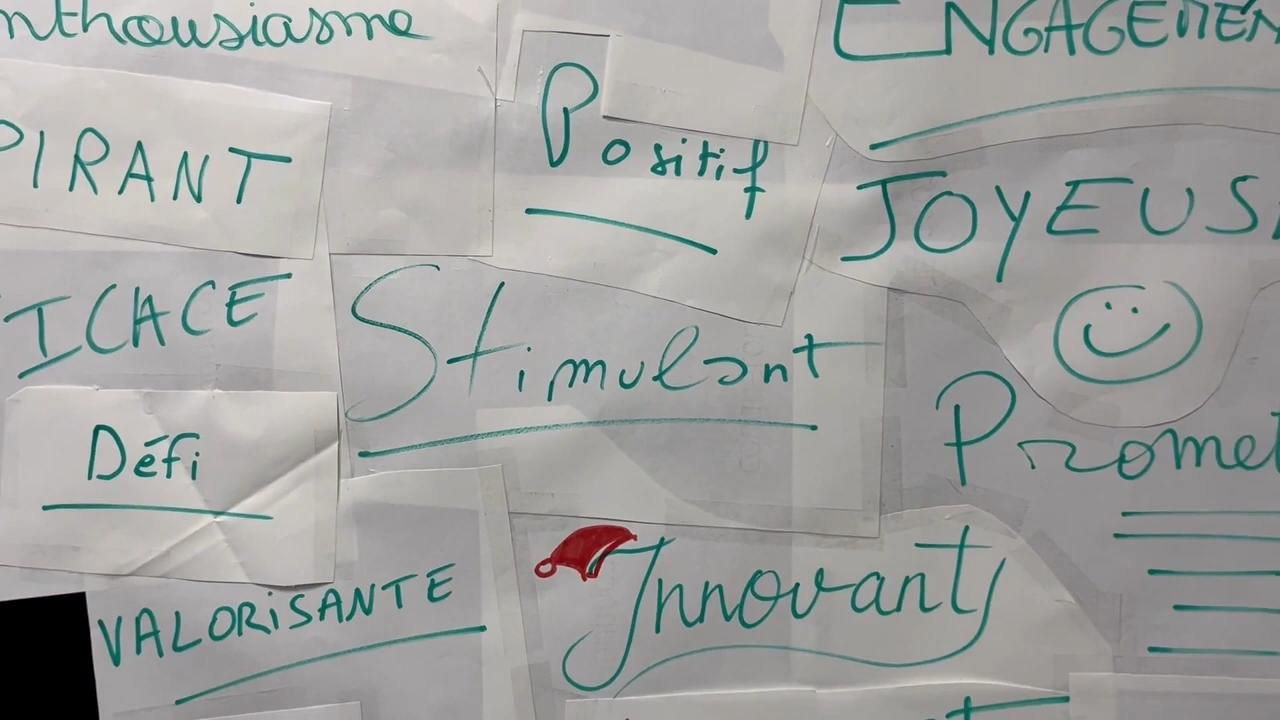 nthousiasme
ENGAGEMEN
Positif
PIRANT
JOYEUS
ICACE
Stimulant
Défi
Promet
VALORISANTE
Innovant